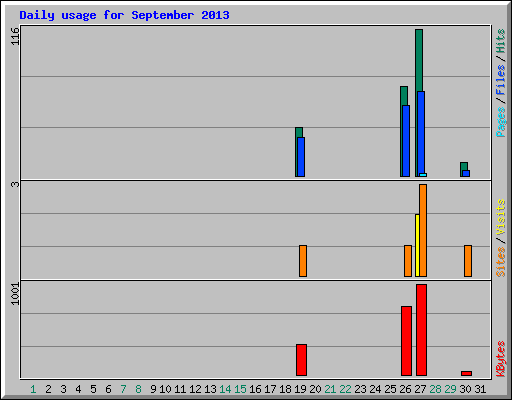 Daily usage for September 2013
116
3
1001
Pages / Files / Hits
Sites / Visits
KBytes
1 2 3 4 5 6 7 8 9 10 11 12 13 14 15 16 17 18 19 20 21 22 23 24 25 26 27 28 29 30 31